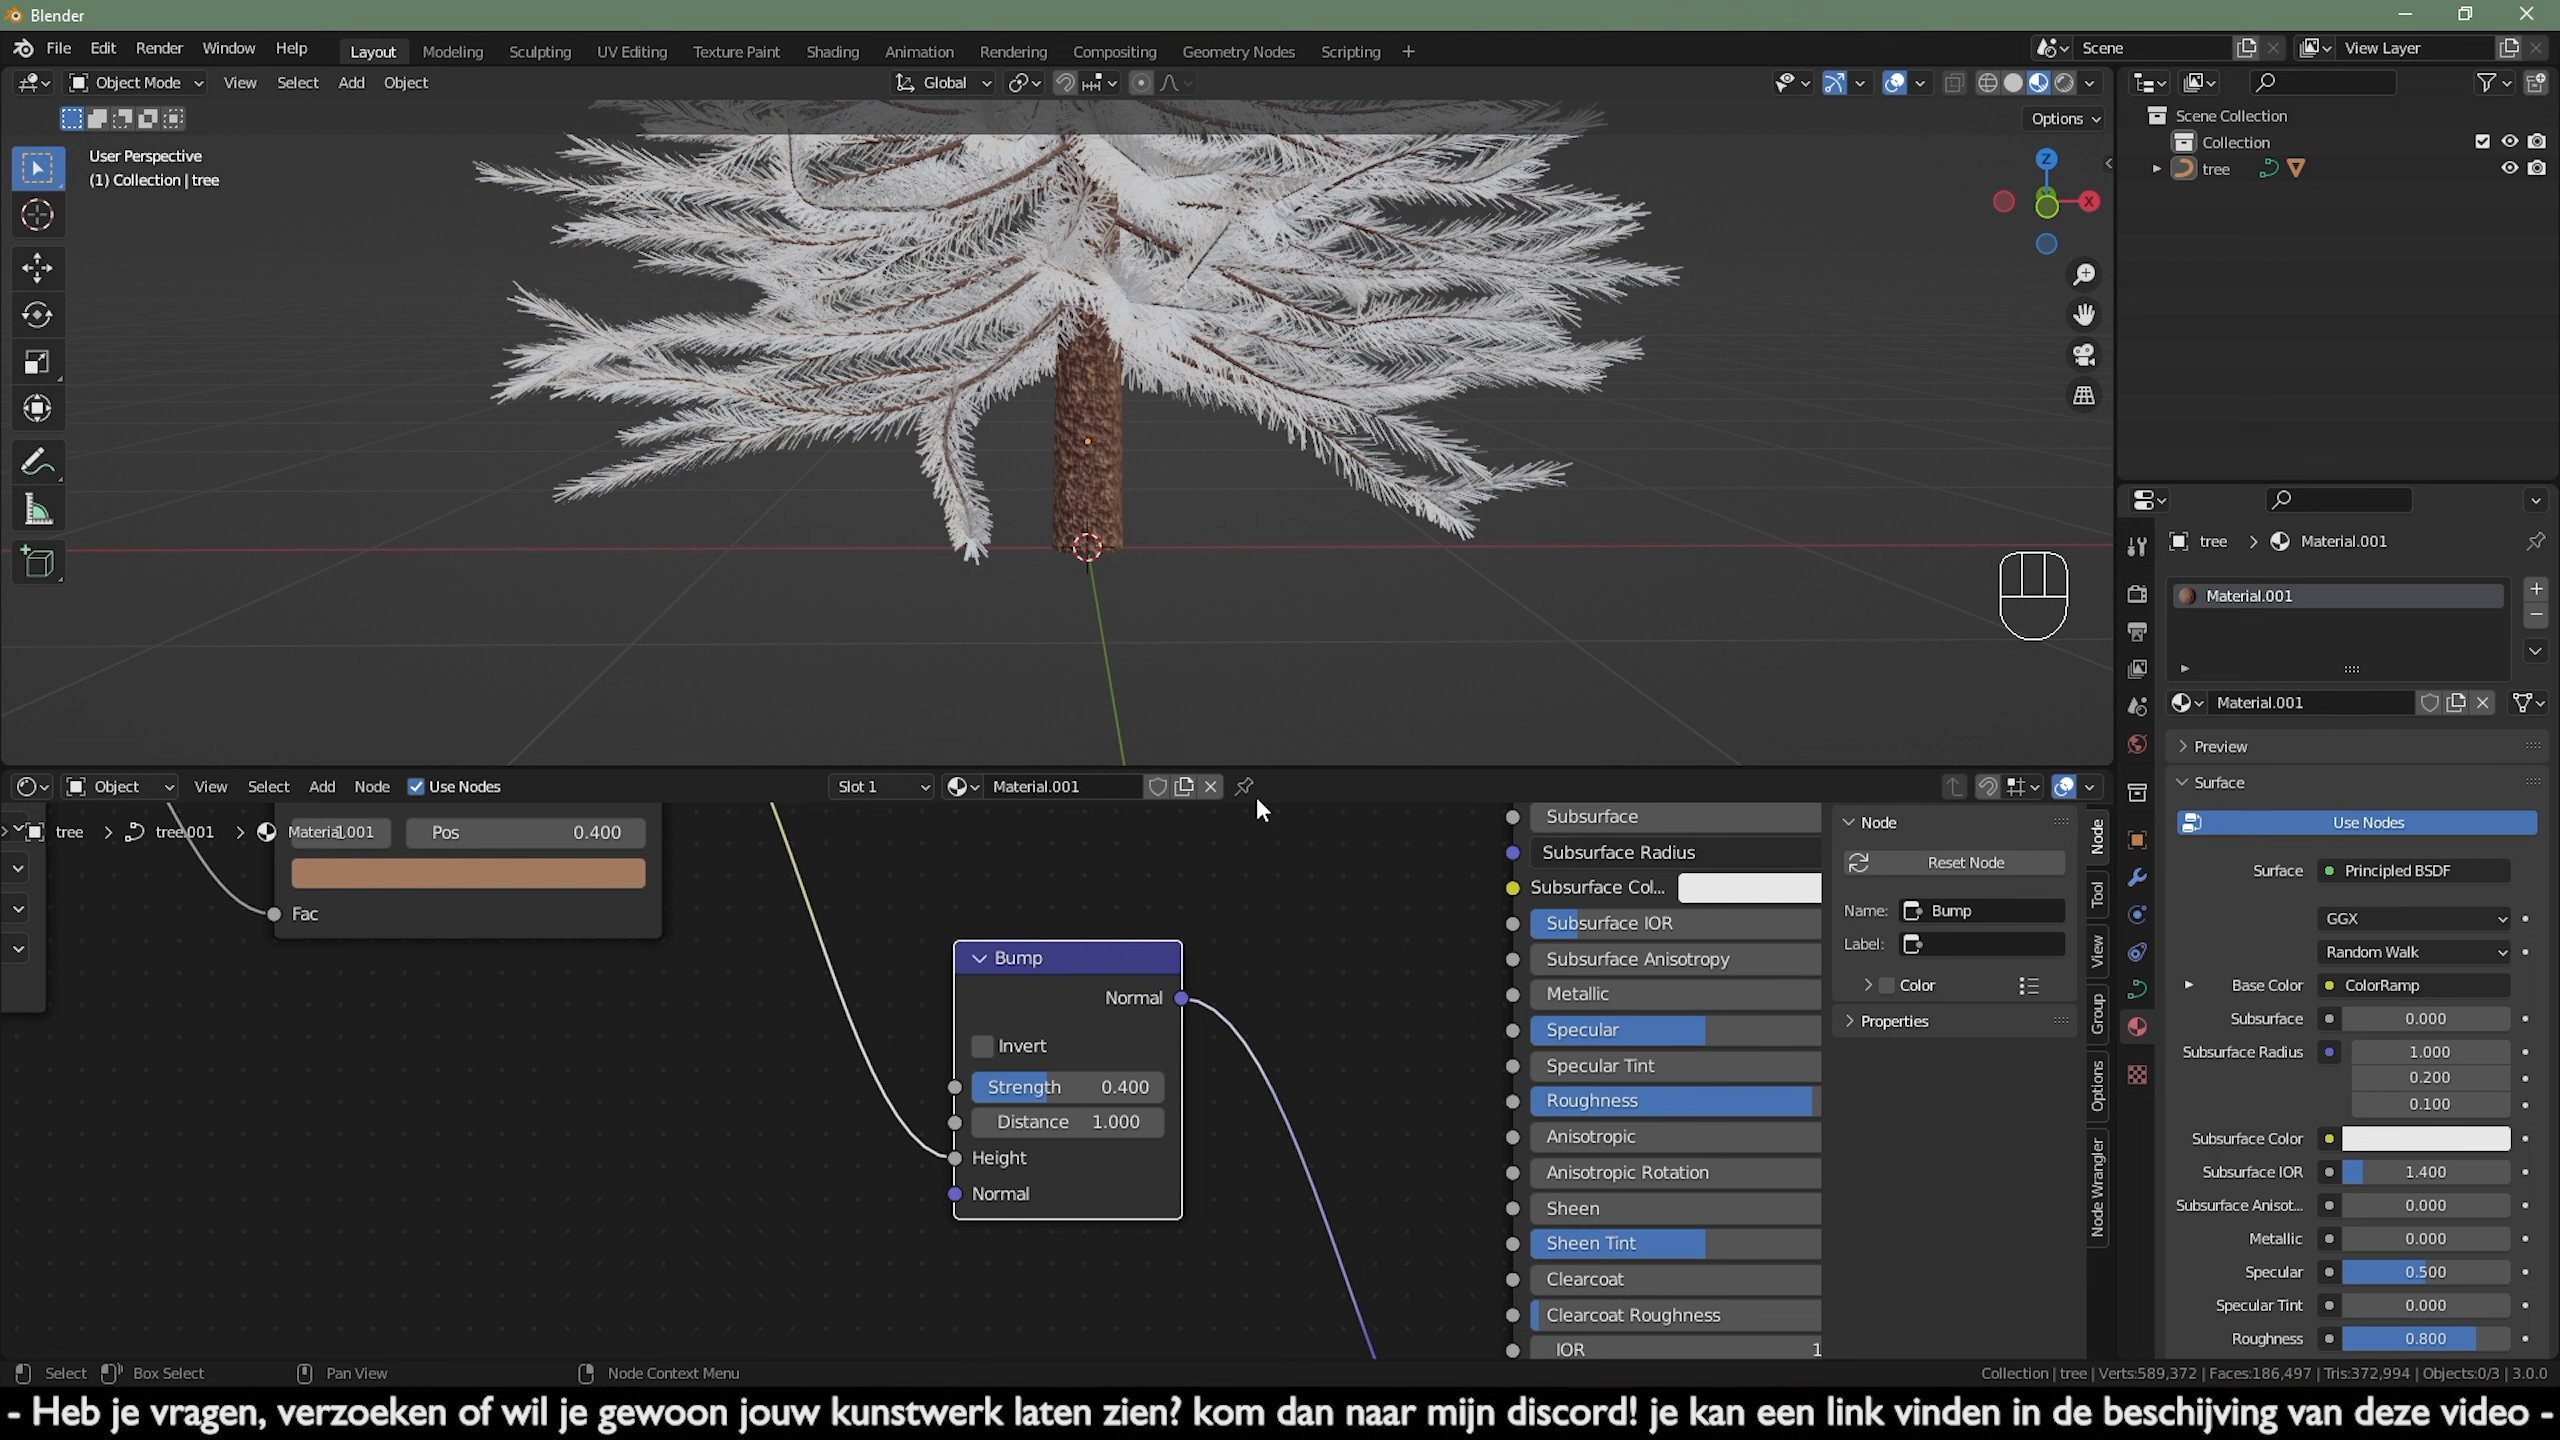 Blender
File Edit Render Window Help Layout Modeling Sculpting UV Editing Texture Paint Shading Animation Rendering Compositing Geometry Nodes Scripting + Scene View Layer
Object Mode View Select Add Object Global
Options
User Perspective
(1) Collection | tree
Z
X
Scene Collection
Collection
tree
tree > Material.001
Material.001
Material.001
Preview
Surface
Use Nodes
Surface Principled BSDF
GGX
Random Walk
Base Color ColorRamp
Subsurface 0.000
Subsurface Radius 1.000
0.200
0.100
Subsurface Color
Subsurface IOR 1.400
Subsurface Anisot... 0.000
Metallic 0.000
Specular 0.500
Specular Tint 0.000
Roughness 0.800
Object View Select Add Node Use Nodes Slot 1 Material.001
tree > tree.001 > Material.001
1 Pos 0.400
Fac
Bump
Normal
Invert
Strength 0.400
Distance 1.000
Height
Normal
Subsurface
Subsurface Radius
Subsurface Col...
Subsurface IOR
Subsurface Anisotropy
Metallic
Specular
Specular Tint
Roughness
Anisotropic
Anisotropic Rotation
Sheen
Sheen Tint
Clearcoat
Clearcoat Roughness
IOR 1
Node
Reset Node
Name: Bump
Label:
Color
Properties
Node
Tool
View
Group
Options
Node Wrangler
Select Box Select Pan View Node Context Menu Collection | tree | Verts:589,372 | Faces:186,497 | Tris:372,994 | Objects:0/3 | 3.0.0
- Heb je vragen, verzoeken of wil je gewoon jouw kunstwerk laten zien? kom dan naar mijn discord! je kan een link vinden in de beschijving van deze video -